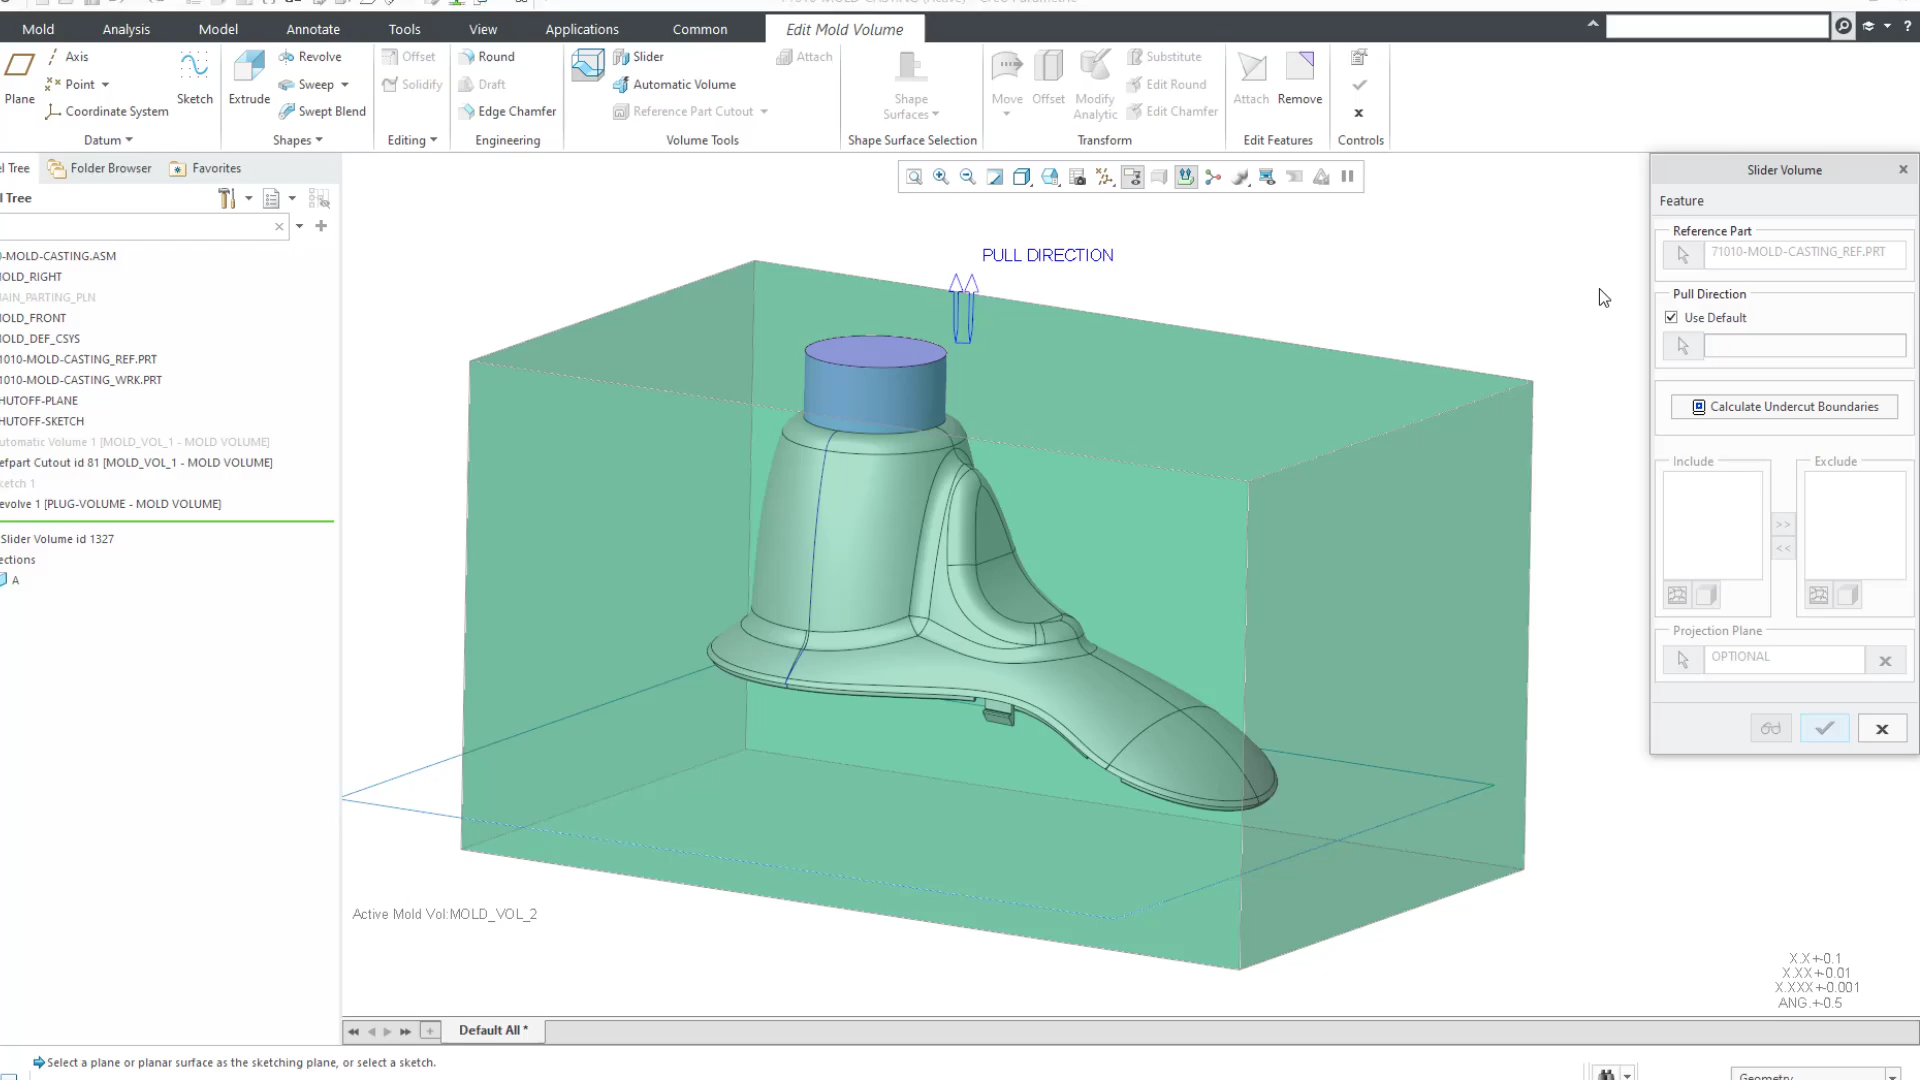 Mold Analysis Model Annotate Tools View Applications Common Edit Mold Volume
Axis
Point
Coordinate System
Plane
Sketch
Datum
Extrude
Revolve
Sweep
Swept Blend
Shapes
Offset
Solidify
Editing
Round
Draft
Edge Chamfer
Engineering
Slider
Automatic Volume
Reference Part Cutout
Attach
Volume Tools
Shape
Surfaces
Shape Surface Selection
Move
Offset
Modify
Analytic
Substitute
Edit Round
Edit Chamfer
Transform
Attach
Remove
Edit Features
Controls
l Tree Folder Browser Favorites
l Tree
-MOLD-CASTING.ASM
MOLD_RIGHT
MAIN_PARTING_PLN
MOLD_FRONT
MOLD_DEF_CSYS
1010-MOLD-CASTING_REF.PRT
1010-MOLD-CASTING_WRK.PRT
HUTOFF-PLANE
HUTOFF-SKETCH
utomatic Volume 1 [MOLD_VOL_1 - MOLD VOLUME]
efpart Cutout id 81 [MOLD_VOL_1 - MOLD VOLUME]
ketch 1
evolve 1 [PLUG-VOLUME - MOLD VOLUME]
Slider Volume id 1327
ections
A
PULL DIRECTION
Active Mold Vol:MOLD_VOL_2
X.X+-0.1
X.XX+-0.01
X.XXX+-0.001
ANG.+-0.5
Slider Volume
Feature
Reference Part
71010-MOLD-CASTING_REF.PRT
Pull Direction
Use Default
Calculate Undercut Boundaries
Include Exclude
>>
<<
Projection Plane
OPTIONAL
Default All *
Select a plane or planar surface as the sketching plane, or select a sketch.
Geometry